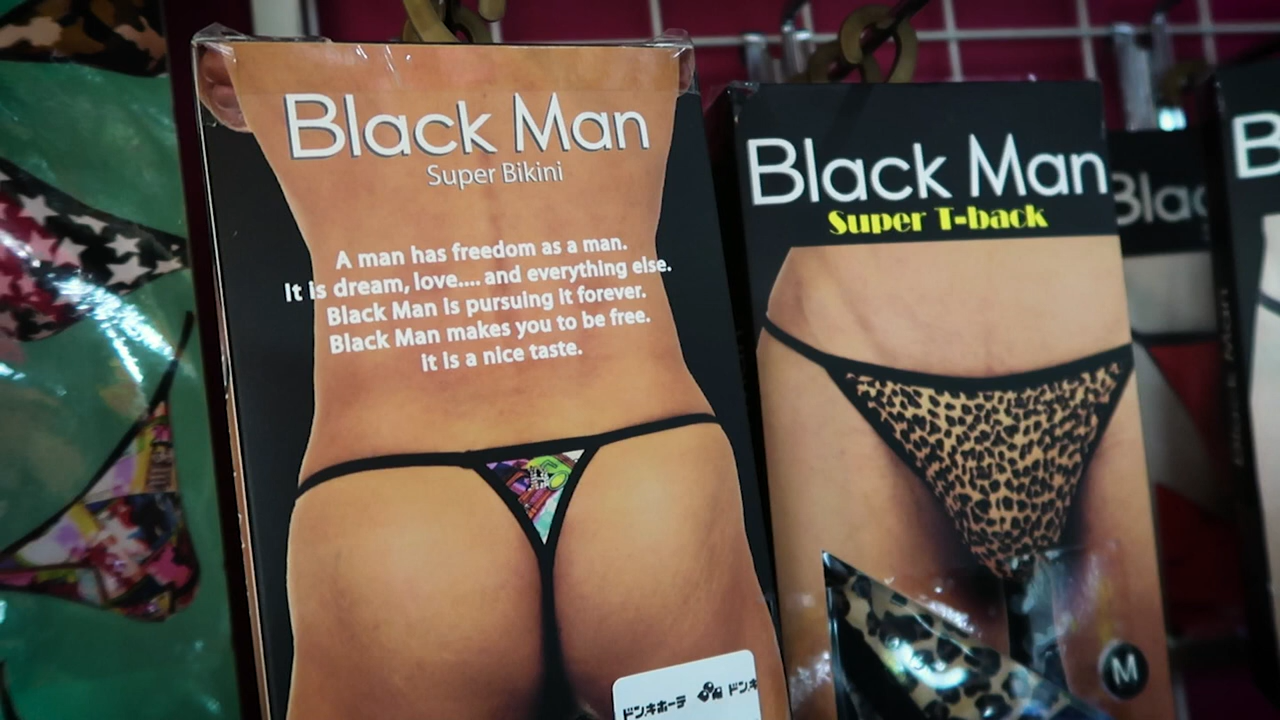 Black Man
Super Bikini
A man has freedom as a man.
It is dream, love.... and everything else.
Black Man is pursuing it forever.
Black Man makes you to be free.
it is a nice taste.
ドン.キホーテ ドン.キ
Black Man
Super T-back
M
Blac
B